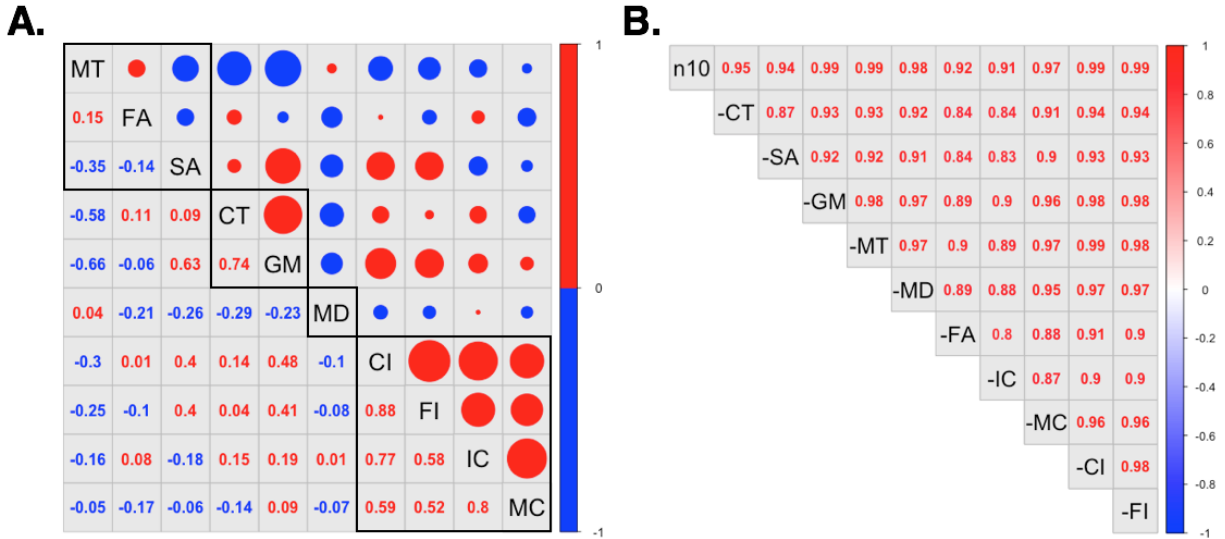 A.
B.
MT
0.15 FA
-0.35 -0.14 SA
-0.58 0.11 0.09 CT
-0.66 -0.06 0.63 0.74 GM
0.04 -0.21 -0.26 -0.29 -0.23 MD
-0.3 0.01 0.4 0.14 0.48 -0.1 CI
-0.25 -0.1 0.4 0.04 0.41 -0.08 0.88 FI
-0.16 0.08 -0.18 0.15 0.19 0.01 0.77 0.58 IC
-0.05 -0.17 -0.06 -0.14 0.09 -0.07 0.59 0.52 0.8 MC
1
0
-1
n10 0.95 0.94 0.99 0.99 0.98 0.92 0.91 0.97 0.99 0.99
-CT 0.87 0.93 0.93 0.92 0.84 0.84 0.91 0.94 0.94
-SA 0.92 0.92 0.91 0.84 0.83 0.9 0.93 0.93
-GM 0.98 0.97 0.89 0.9 0.96 0.98 0.98
-MT 0.97 0.9 0.89 0.97 0.99 0.98
-MD 0.89 0.88 0.95 0.97 0.97
-FA 0.8 0.88 0.91 0.9
-IC 0.87 0.9 0.9
-MC 0.96 0.96
-CI 0.98
-FI
1
0.8
0.6
0.4
0.2
0
-0.2
-0.4
-0.6
-0.8
-1